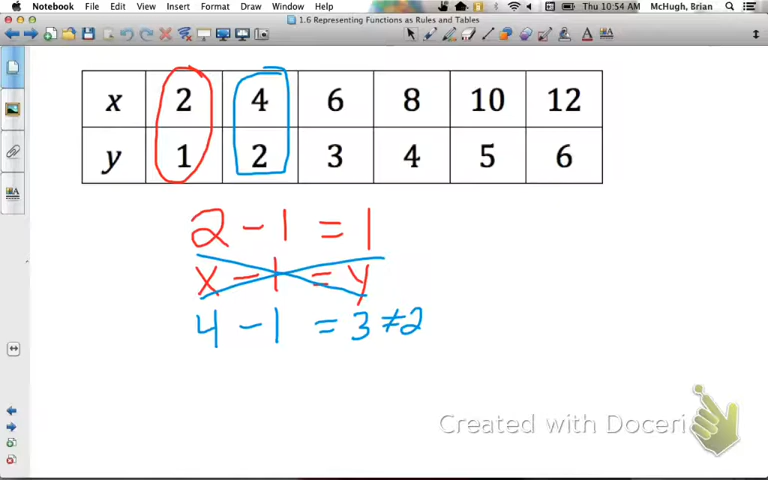 Notebook File Edit View Insert Format Draw Window Help Thu 10:54 AM McHugh, Brian
1.6 Representing Functions as Rules and Tables
x 2 4 6 8 10 12
y 1 2 3 4 5 6
2 - 1 = 1
x - 1 = y
4 - 1 = 3 ≠ 2
Created with Doceri